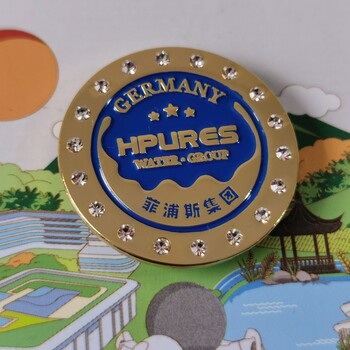 GERMANY
HPURES
WATER·GROUP
菲浦斯集团